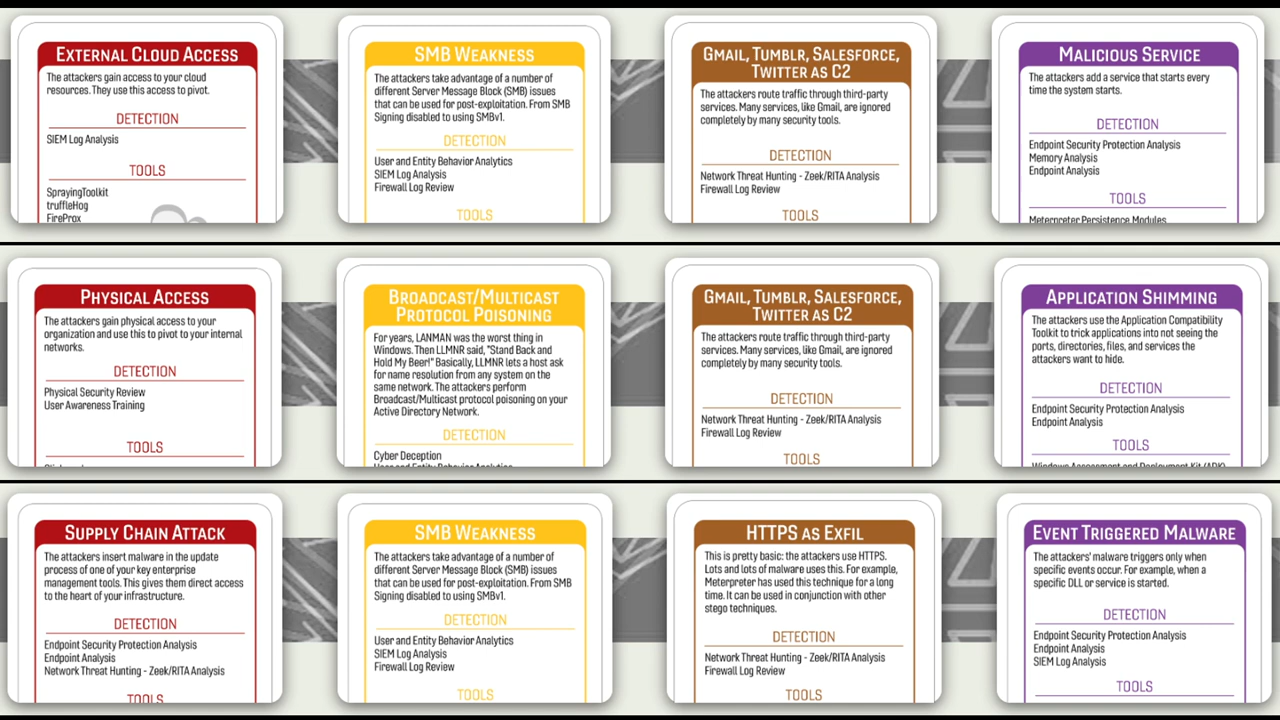 EXTERNAL CLOUD ACCESS
The attackers gain access to your cloud
resources. They use this access to pivot.
DETECTION
SIEM Log Analysis
TOOLS
SprayingToolkit
truffleHog
FireProx
SMB WEAKNESS
The attackers take advantage of a number of
different Server Message Block (SMB) issues
that can be used for post-exploitation. From SMB
Signing disabled to using SMBv1.
DETECTION
User and Entity Behavior Analytics
SIEM Log Analysis
Firewall Log Review
TOOLS
GMAIL, TUMBLR, SALESFORCE,
TWITTER AS C2
The attackers route traffic through third-party
services. Many services, like Gmail, are ignored
completely by many security tools.
DETECTION
Network Threat Hunting - Zeek/RITA Analysis
Firewall Log Review
TOOLS
MALICIOUS SERVICE
The attackers add a service that starts every
time the system starts.
DETECTION
Endpoint Security Protection Analysis
Memory Analysis
Endpoint Analysis
TOOLS
Meterpreter Persistence Modules
PHYSICAL ACCESS
The attackers gain physical access to your
organization and use this to pivot to your internal
networks.
DETECTION
Physical Security Review
User Awareness Training
TOOLS
BROADCAST/MULTICAST
PROTOCOL POISONING
For years, LANMAN was the worst thing in
Windows. Then LLMNR said, "Stand Back and
Hold My Beer!" Basically, LLMNR lets a host ask
for name resolution from any system on the
same network. The attackers perform
Broadcast/Multicast protocol poisoning on your
Active Directory Network.
DETECTION
Cyber Deception
User and Entity Behavior Analytics
GMAIL, TUMBLR, SALESFORCE,
TWITTER AS C2
The attackers route traffic through third-party
services. Many services, like Gmail, are ignored
completely by many security tools.
DETECTION
Network Threat Hunting - Zeek/RITA Analysis
Firewall Log Review
TOOLS
APPLICATION SHIMMING
The attackers use the Application Compatibility
Toolkit to trick applications into not seeing the
ports, directories, files, and services the
attackers want to hide.
DETECTION
Endpoint Security Protection Analysis
Endpoint Analysis
TOOLS
Windows Assessment and Deployment Kit (ADK)
SUPPLY CHAIN ATTACK
The attackers insert malware in the update
process of one of your key enterprise
management tools. This gives them direct access
to the heart of your infrastructure.
DETECTION
Endpoint Security Protection Analysis
Endpoint Analysis
Network Threat Hunting - Zeek/RITA Analysis
TOOLS
SMB WEAKNESS
The attackers take advantage of a number of
different Server Message Block (SMB) issues
that can be used for post-exploitation. From SMB
Signing disabled to using SMBv1.
DETECTION
User and Entity Behavior Analytics
SIEM Log Analysis
Firewall Log Review
TOOLS
HTTPS AS EXFIL
This is pretty basic: the attackers use HTTPS.
Lots and lots of malware uses this. For example,
Meterpreter has used this technique for a long
time. It can be used in conjunction with other
stego techniques.
DETECTION
Network Threat Hunting - Zeek/RITA Analysis
Firewall Log Review
TOOLS
EVENT TRIGGERED MALWARE
The attackers' malware triggers only when
specific events occur. For example, when a
specific DLL or service is started.
DETECTION
Endpoint Security Protection Analysis
Endpoint Analysis
SIEM Log Analysis
TOOLS